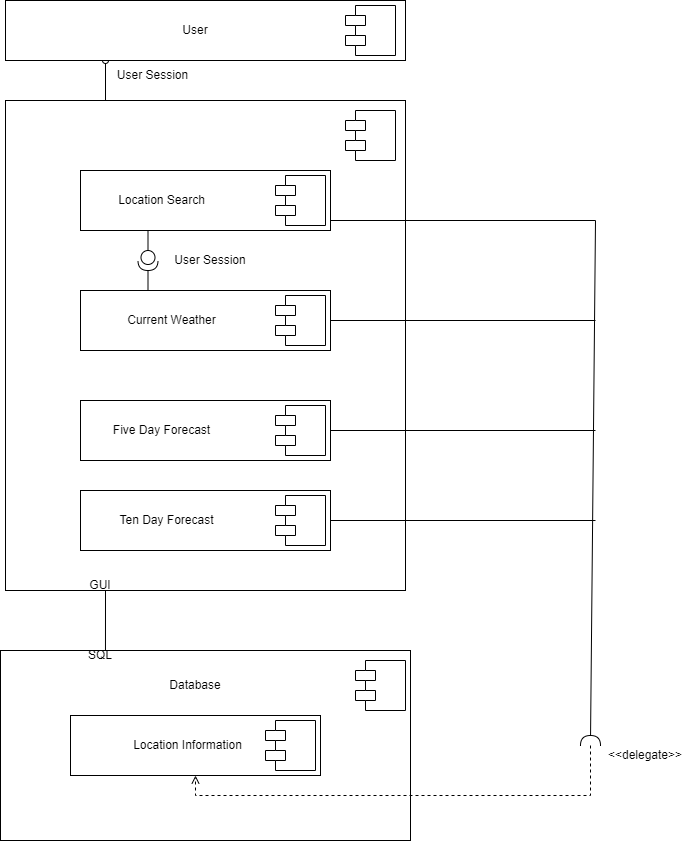 User
User Session
Location Search
User Session
Current Weather
Five Day Forecast
Ten Day Forecast
GUI
SQL
Database
Location Information
<<delegate>>